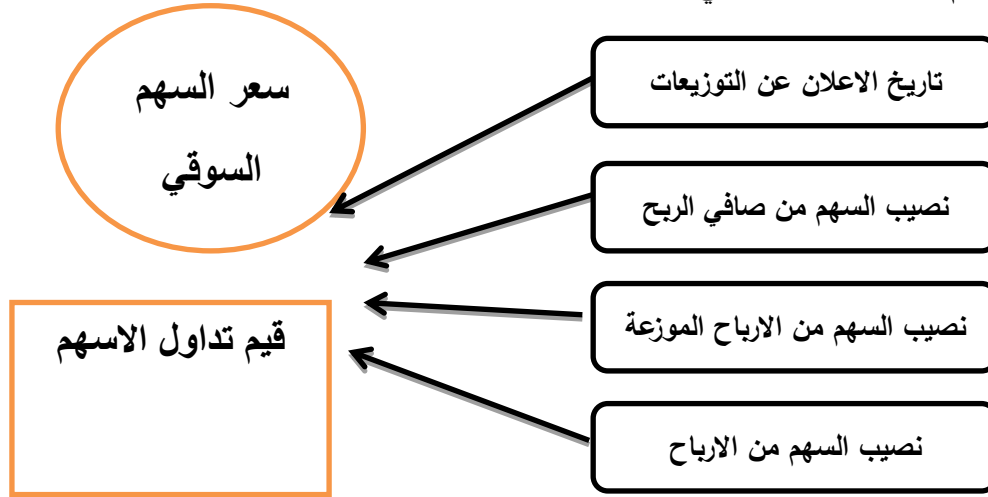 تاريخ الاعلان عن التوزيعات
سعر السهم
السوقي
نصيب السهم من صافي الربح
نصيب السهم من الارباح الموزعة
قيم تداول الاسهم
نصيب السهم من الارباح